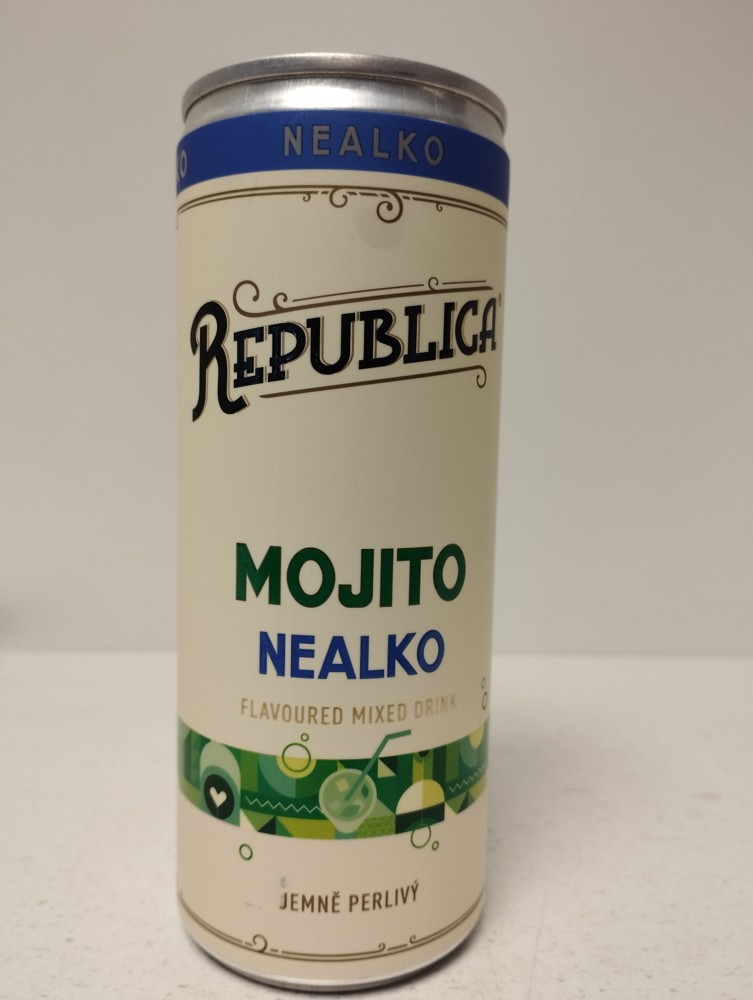 NEALKO
REPUBLICA
MOJITO
NEALKO
FLAVOURED MIXED DRINK
JEMNĚ PERLIVÝ